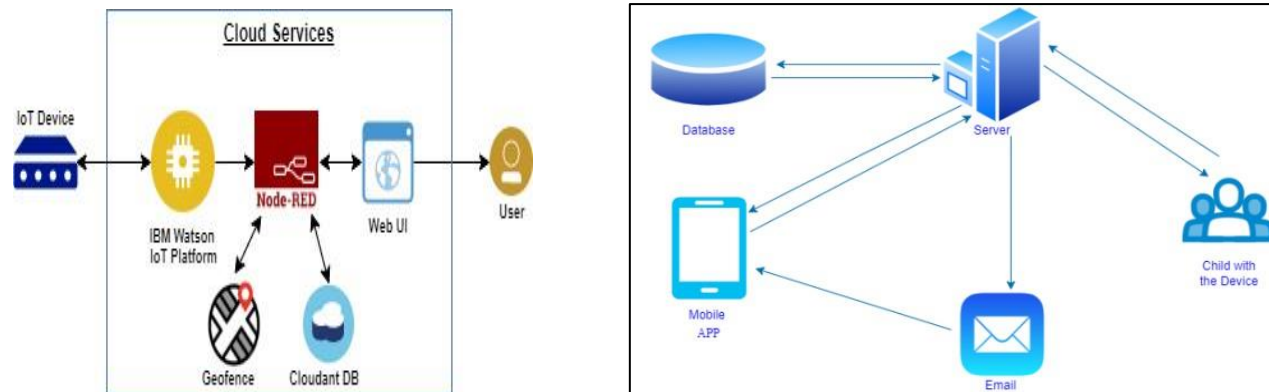 Cloud Services
IoT Device
Node-RED
IBM Watson
IoT Platform
Web UI
User
Geofence
Cloudant DB
Database
Server
Mobile
APP
Child with
the Device
Email